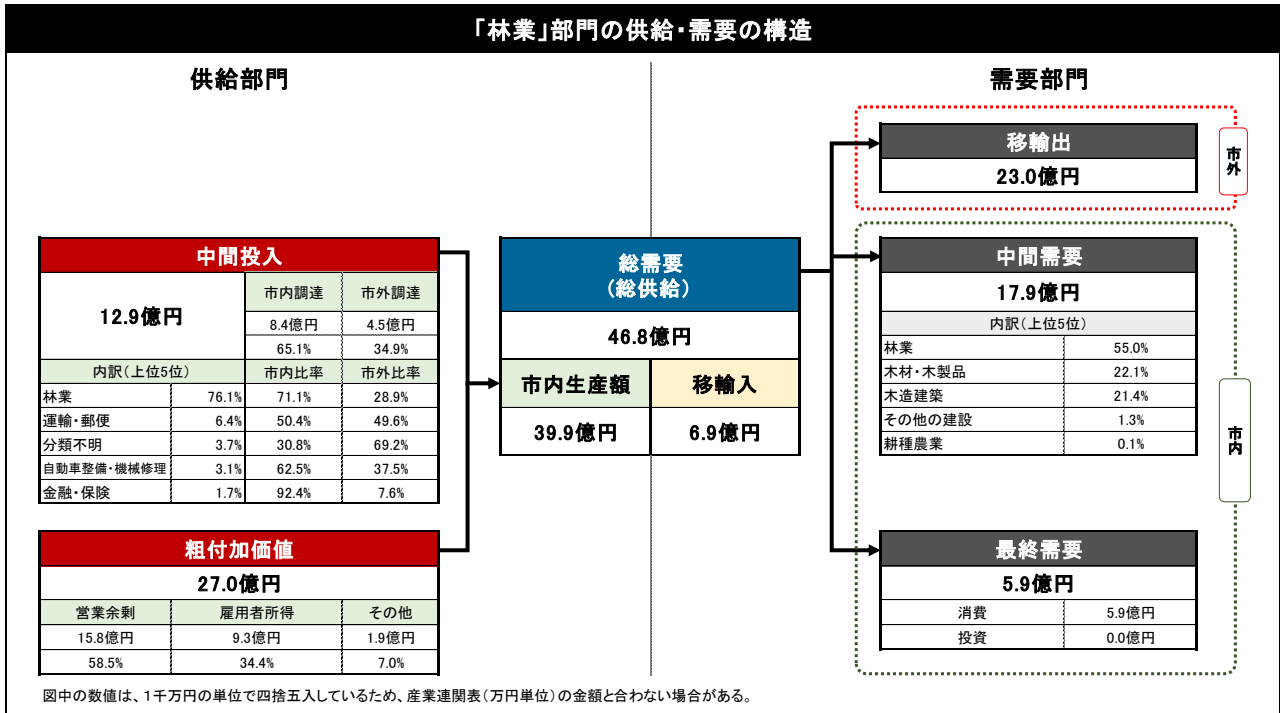 「林業」部門の供給・需要の構造
供給部門
需要部門
移輸出
23.0億円
市外
中間投入
12.9億円
市内調達 市外調達
8.4億円 4.5億円
65.1% 34.9%
内訳（上位5位） 市内比率 市外比率
林業 76.1% 71.1% 28.9%
運輸・郵便 6.4% 50.4% 49.6%
分類不明 3.7% 30.8% 69.2%
自動車整備・機械修理 3.1% 62.5% 37.5%
金融・保険 1.7% 92.4% 7.6%
粗付加価値
27.0億円
営業余剰 雇用者所得 その他
15.8億円 9.3億円 1.9億円
58.5% 34.4% 7.0%
総需要
（総供給）
46.8億円
市内生産額 移輸入
39.9億円 6.9億円
中間需要
17.9億円
内訳（上位5位）
林業 55.0%
木材・木製品 22.1%
木造建築 21.4%
その他の建設 1.3%
耕種農業 0.1%
市内
最終需要
5.9億円
消費 5.9億円
投資 0.0億円
図中の数値は、１千万円の単位で四捨五入しているため、産業連関表（万円単位）の金額と合わない場合がある。